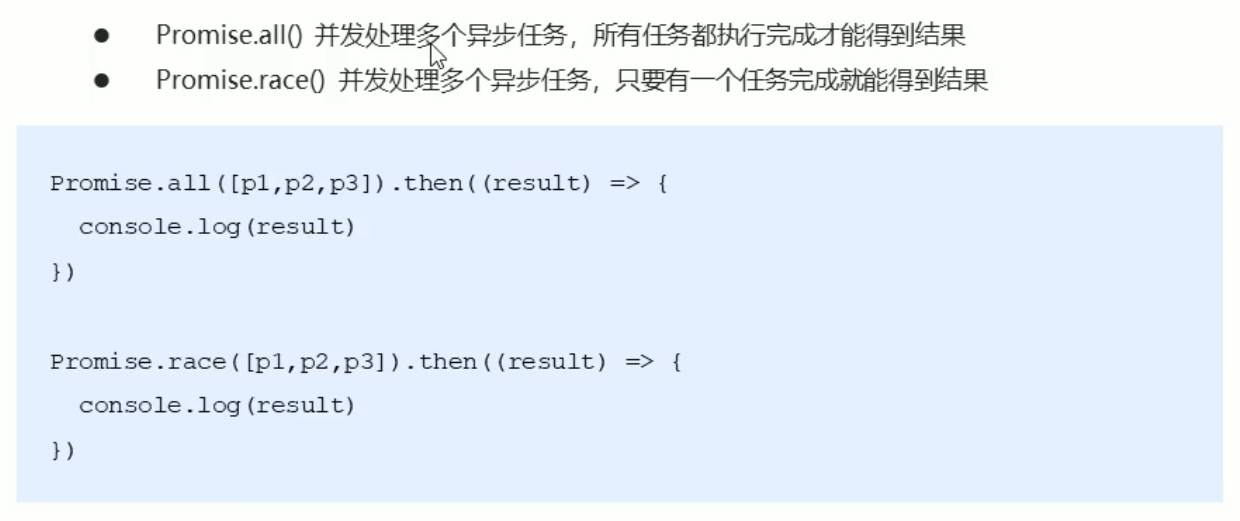 ● Promise.all() 并发处理多个异步任务，所有任务都执行完成才能得到结果
● Promise.race() 并发处理多个异步任务，只要有一个任务完成就能得到结果
Promise.all([p1,p2,p3]).then((result) => {
  console.log(result)
})
Promise.race([p1,p2,p3]).then((result) => {
  console.log(result)
})